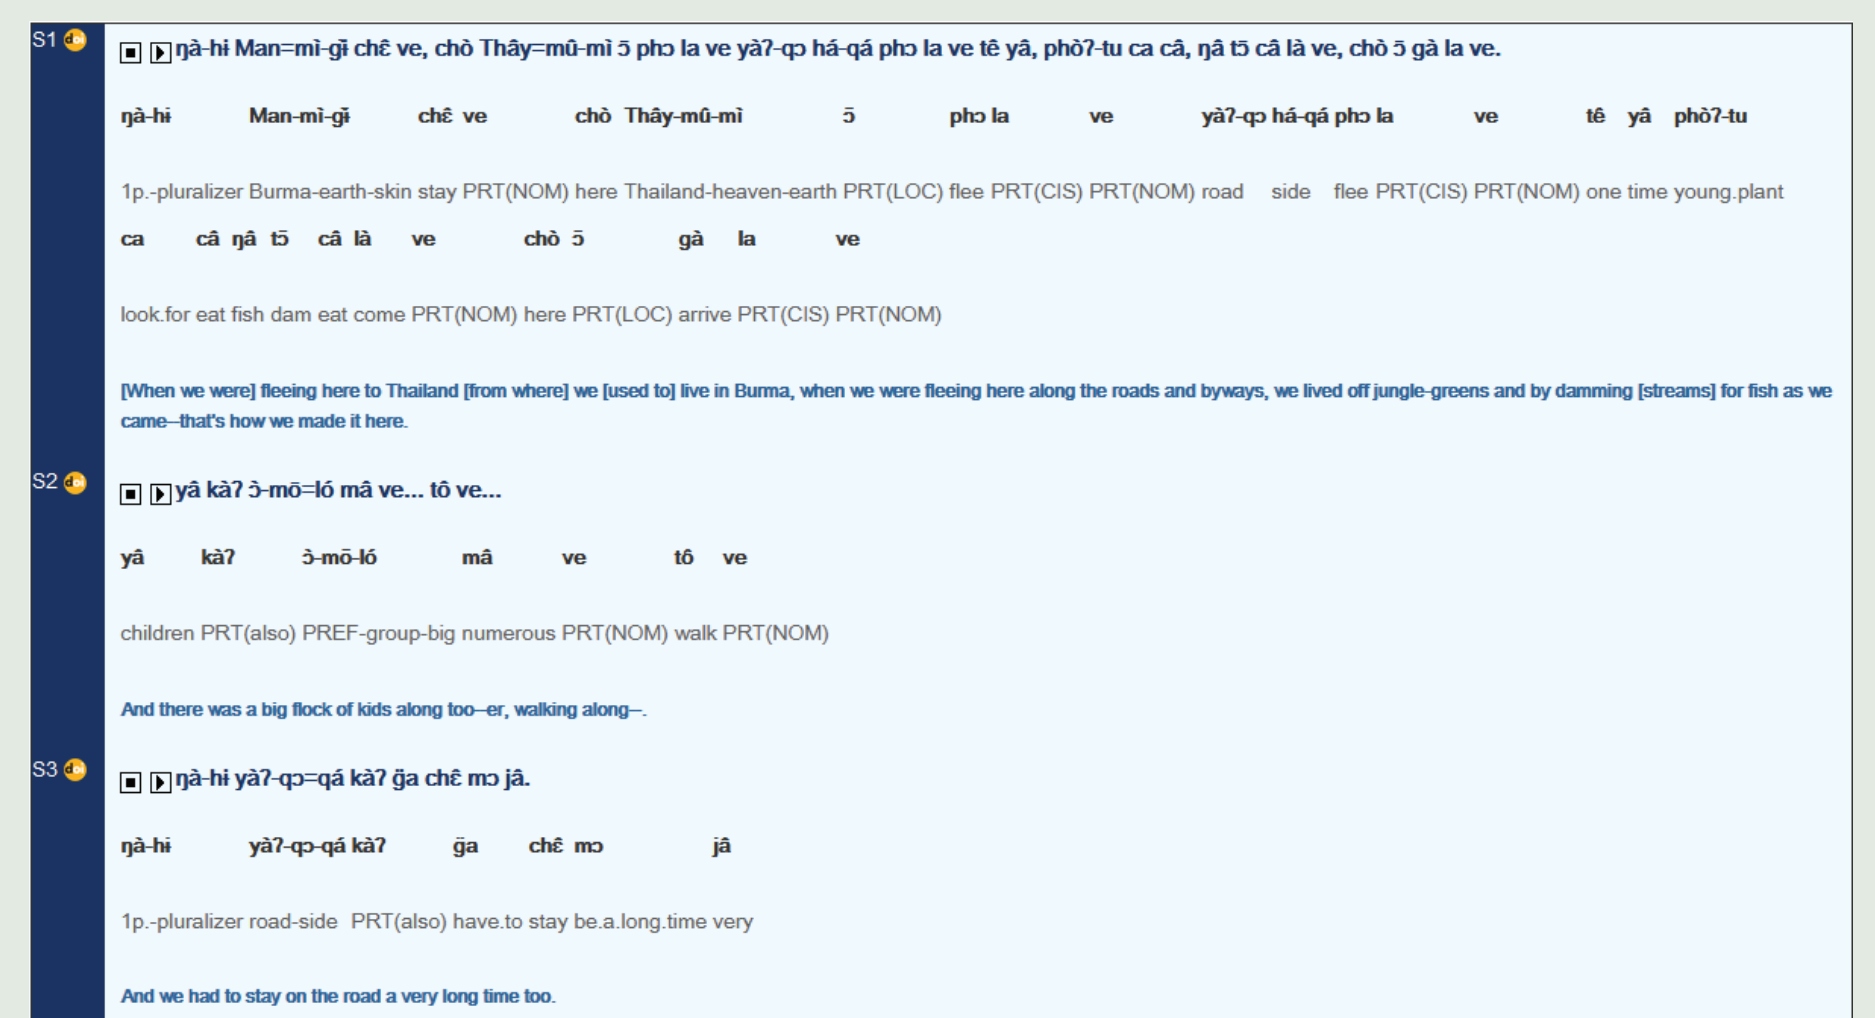 S1 doi
ŋà-hɨ Man=mì-gɨ̈ chɛ̂ ve, chò Thây=mû-mì ɔ̄ phɔ la ve yàʔ-qɔ há-qá phɔ la ve tê yâ, phòʔ-tu ca câ, ŋâ tɔ̄ câ là ve, chò ɔ̄ gà la ve.
ŋà-hɨ Man-mì-gɨ̈ chɛ̂ ve chò Thây-mû-mì ɔ̄ phɔ la ve yàʔ-qɔ há-qá phɔ la ve tê yâ phòʔ-tu
1p.-pluralizer Burma-earth-skin stay PRT(NOM) here Thailand-heaven-earth PRT(LOC) flee PRT(CIS) PRT(NOM) road side flee PRT(CIS) PRT(NOM) one time young.plant
ca câ ŋâ tɔ̄ câ là ve chò ɔ̄ gà la ve
look.for eat fish dam eat come PRT(NOM) here PRT(LOC) arrive PRT(CIS) PRT(NOM)
[When we were] fleeing here to Thailand [from where] we [used to] live in Burma, when we were fleeing here along the roads and byways, we lived off jungle-greens and by damming [streams] for fish as we
came--that's how we made it here.
S2 doi
yâ kàʔ ɔ̀-mō=ló mâ ve... tô ve...
yâ kàʔ ɔ̀-mō-ló mâ ve tô ve
children PRT(also) PREF-group-big numerous PRT(NOM) walk PRT(NOM)
And there was a big flock of kids along too--er, walking along--.
S3 doi
ŋà-hɨ yàʔ-qɔ=qá kàʔ g̈a chɛ̂ mɔ jâ.
ŋà-hɨ yàʔ-qɔ-qá kàʔ g̈a chɛ̂ mɔ jâ
1p.-pluralizer road-side PRT(also) have.to stay be.a.long.time very
And we had to stay on the road a very long time too.